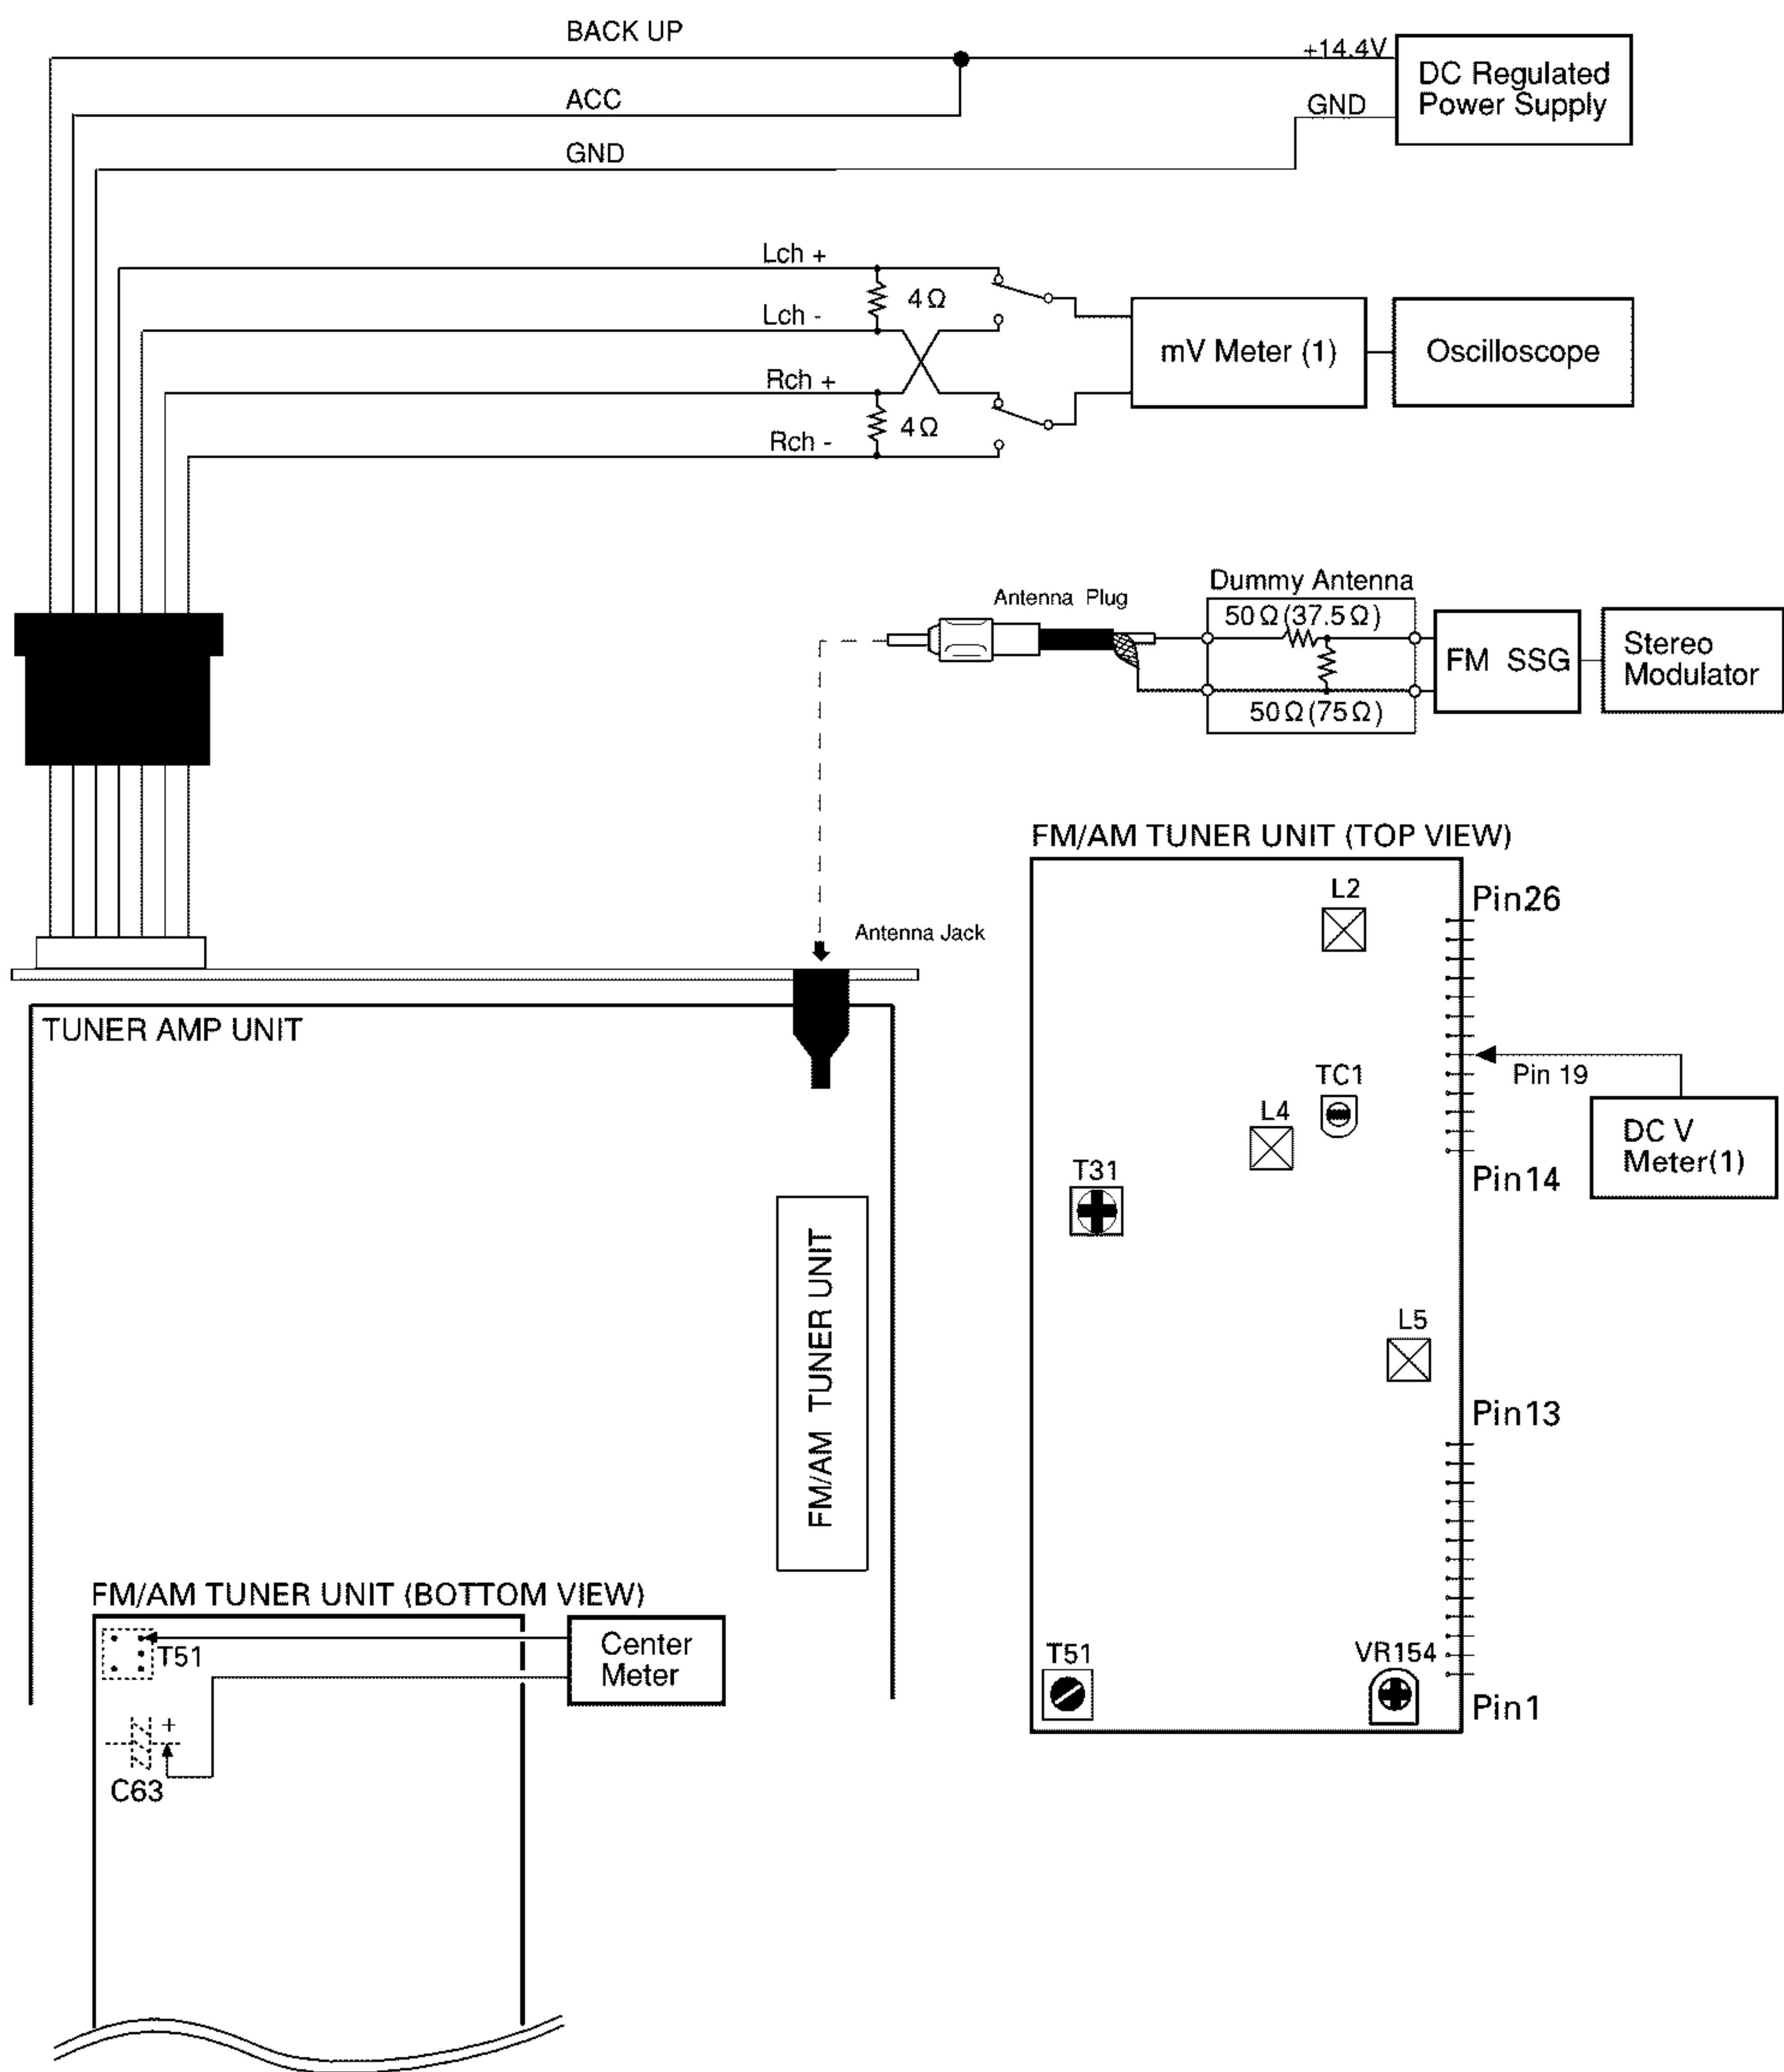 BACK UP
+14.4V
DC Regulated
Power Supply
ACC
GND
GND
Lch +
4Ω
Lch -
mV Meter (1)
Oscilloscope
Rch +
4Ω
Rch -
Dummy Antenna
Antenna Plug
50Ω(37.5Ω)
FM SSG
Stereo
Modulator
50Ω(75Ω)
FM/AM TUNER UNIT (TOP VIEW)
L2
Pin26
Antenna Jack
TUNER AMP UNIT
TC1
Pin 19
L4
DC V
Meter(1)
T31
Pin14
FM/AM TUNER UNIT
L5
Pin13
FM/AM TUNER UNIT (BOTTOM VIEW)
T51
Center
Meter
T51
VR154
Pin1
+
C63